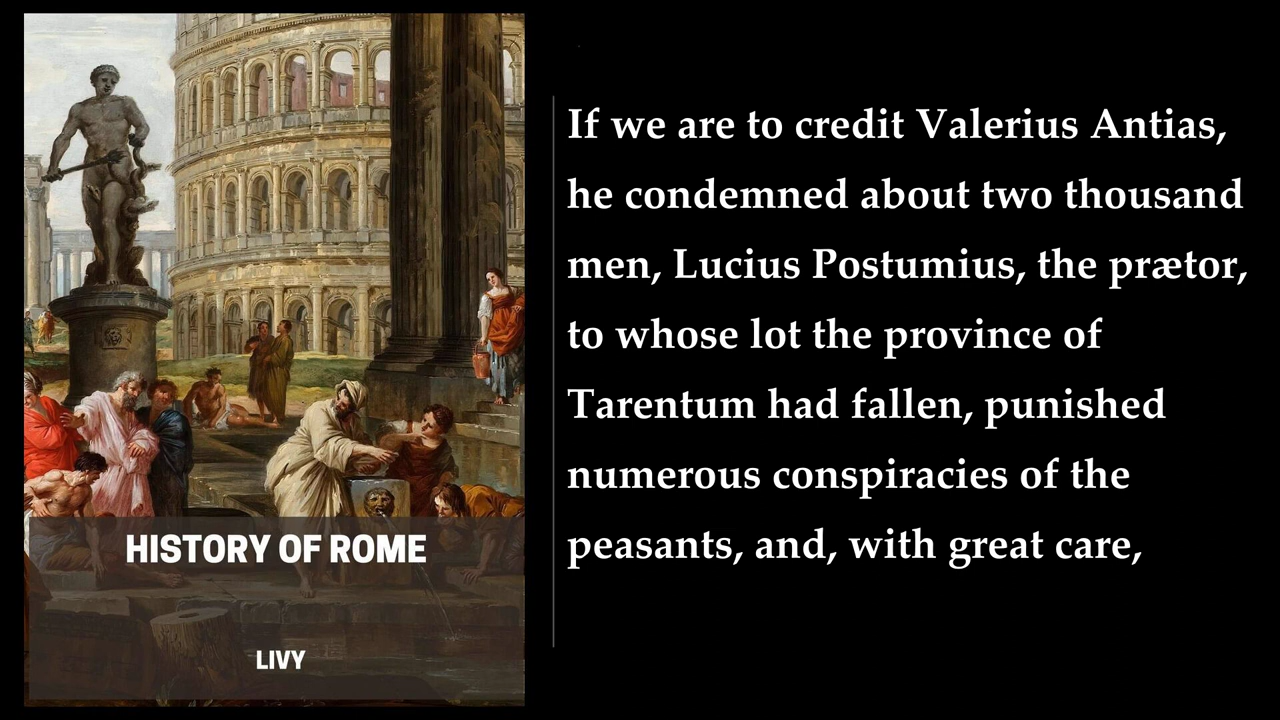 HISTORY OF ROME
LIVY
If we are to credit Valerius Antias,
he condemned about two thousand
men, Lucius Postumius, the prætor,
to whose lot the province of
Tarentum had fallen, punished
numerous conspiracies of the
peasants, and, with great care,